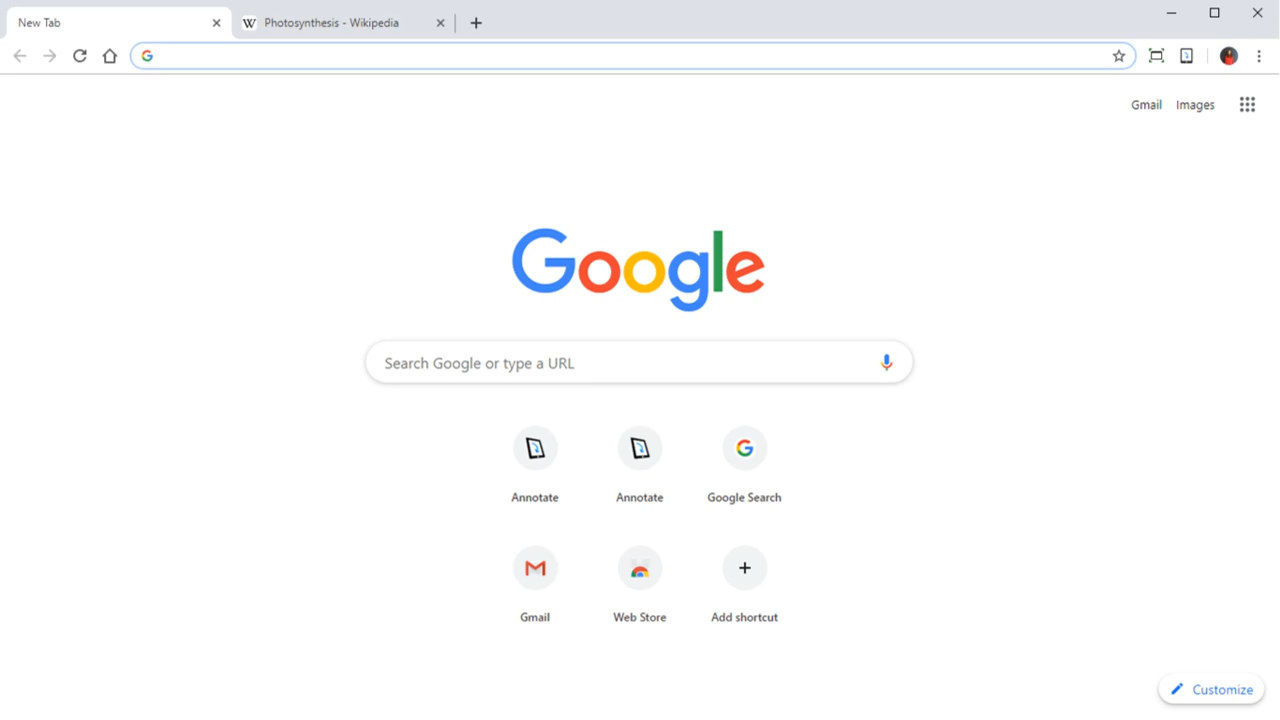 New Tab
Photosynthesis - Wikipedia
Gmail Images
Google
Search Google or type a URL
Annotate Annotate Google Search
Gmail Web Store Add shortcut
Customize